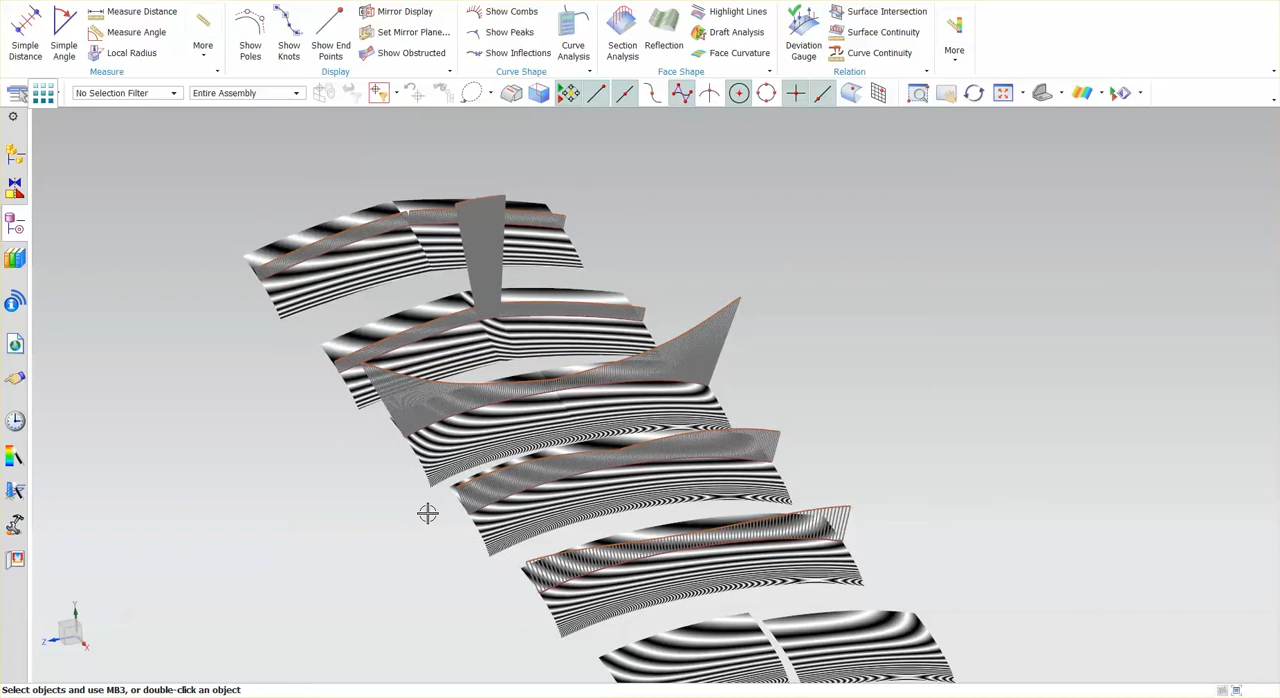 Simple Distance
Simple Angle
Measure Distance
Measure Angle
Local Radius
More
Measure
Show Poles
Show Knots
Show End Points
Mirror Display
Set Mirror Plane...
Show Obstructed
Display
Show Combs
Show Peaks
Show Inflections
Curve Analysis
Curve Shape
Section Analysis
Reflection
Highlight Lines
Draft Analysis
Face Curvature
Face Shape
Deviation Gauge
Surface Intersection
Surface Continuity
Curve Continuity
Relation
More
No Selection Filter
Entire Assembly
Y
Z
X
Select objects and use MB3, or double-click an object